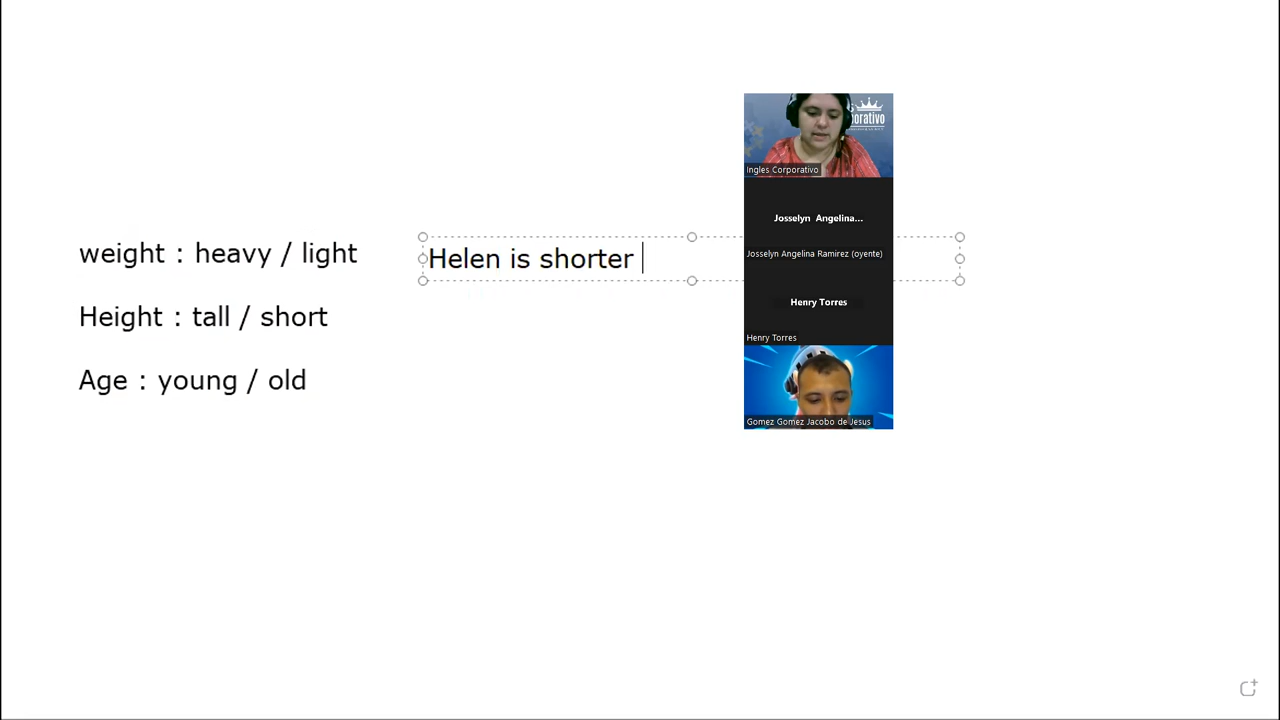 weight : heavy / light
Height : tall / short
Age : young / old
Helen is shorter
orativo
Ingles Corporativo
Josselyn Angelina...
Josselyn Angelina Ramirez (oyente)
Henry Torres
Henry Torres
Gomez Gomez Jacobo de Jesus